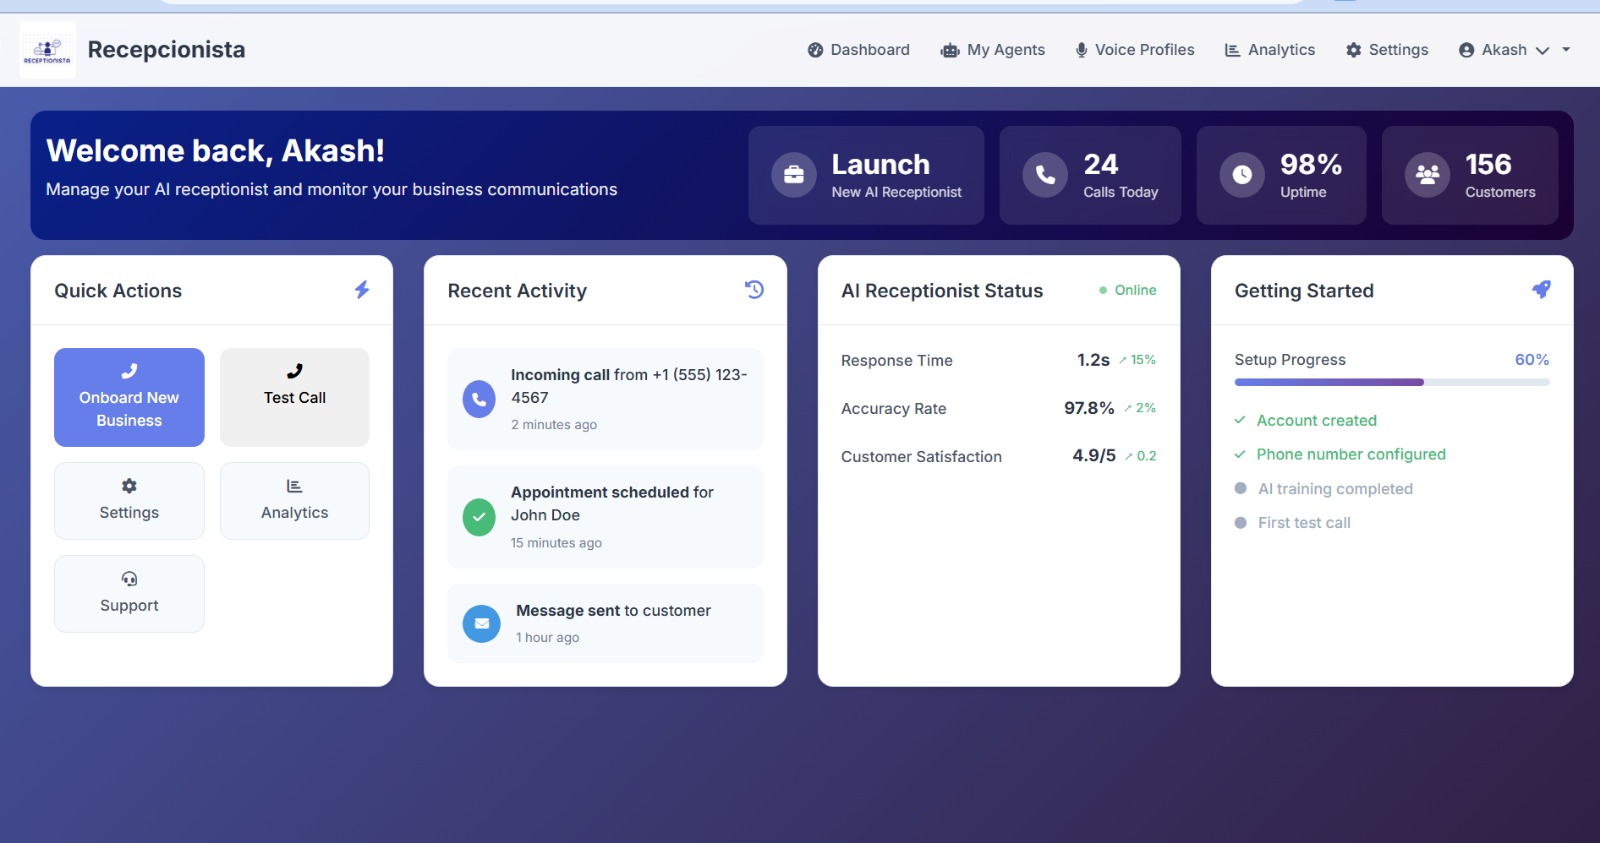 RECEPTIONISTA
Recepcionista
Dashboard
My Agents
Voice Profiles
Analytics
Settings
Akash
Welcome back, Akash!
Manage your AI receptionist and monitor your business communications
Launch
New AI Receptionist
24
Calls Today
98%
Uptime
156
Customers
Quick Actions
Onboard New
Business
Test Call
Settings
Analytics
Support
Recent Activity
Incoming call from +1 (555) 123-
4567
2 minutes ago
Appointment scheduled for
John Doe
15 minutes ago
Message sent to customer
1 hour ago
AI Receptionist Status
Online
Response Time
1.2s ↗ 15%
Accuracy Rate
97.8% ↗ 2%
Customer Satisfaction
4.9/5 ↗ 0.2
Getting Started
Setup Progress
60%
Account created
Phone number configured
AI training completed
First test call